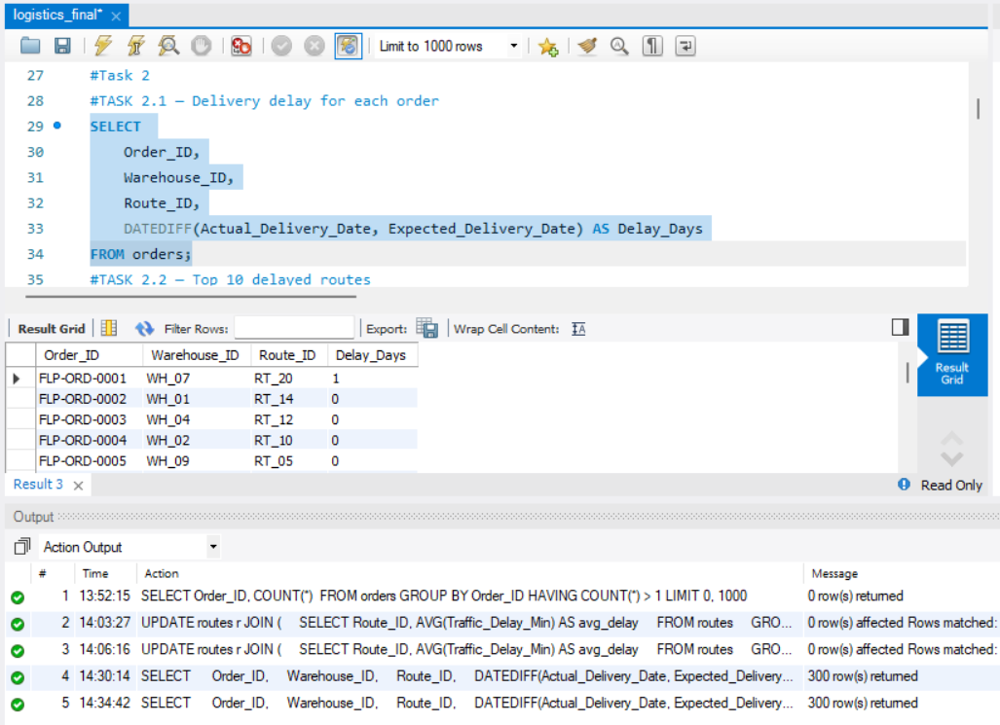 logistics_final*
Limit to 1000 rows
27 #Task 2
28 #TASK 2.1 – Delivery delay for each order
29 SELECT
30 Order_ID,
31 Warehouse_ID,
32 Route_ID,
33 DATEDIFF(Actual_Delivery_Date, Expected_Delivery_Date) AS Delay_Days
34 FROM orders;
35 #TASK 2.2 – Top 10 delayed routes
Result Grid Filter Rows: Export: Wrap Cell Content:
Result
Grid
Order_ID Warehouse_ID Route_ID Delay_Days
FLP-ORD-0001 WH_07 RT_20 1
FLP-ORD-0002 WH_01 RT_14 0
FLP-ORD-0003 WH_04 RT_12 0
FLP-ORD-0004 WH_02 RT_10 0
FLP-ORD-0005 WH_09 RT_05 0
Result 3 Read Only
Output
Action Output
# Time Action Message
1 13:52:15 SELECT Order_ID, COUNT(*) FROM orders GROUP BY Order_ID HAVING COUNT(*) > 1 LIMIT 0, 1000 0 row(s) returned
2 14:03:27 UPDATE routes r JOIN ( SELECT Route_ID, AVG(Traffic_Delay_Min) AS avg_delay FROM routes GRO... 0 row(s) affected Rows matched:
3 14:06:16 UPDATE routes r JOIN ( SELECT Route_ID, AVG(Traffic_Delay_Min) AS avg_delay FROM routes GRO... 0 row(s) affected Rows matched:
4 14:30:14 SELECT Order_ID, Warehouse_ID, Route_ID, DATEDIFF(Actual_Delivery_Date, Expected_Delivery... 300 row(s) returned
5 14:34:42 SELECT Order_ID, Warehouse_ID, Route_ID, DATEDIFF(Actual_Delivery_Date, Expected_Delivery... 300 row(s) returned